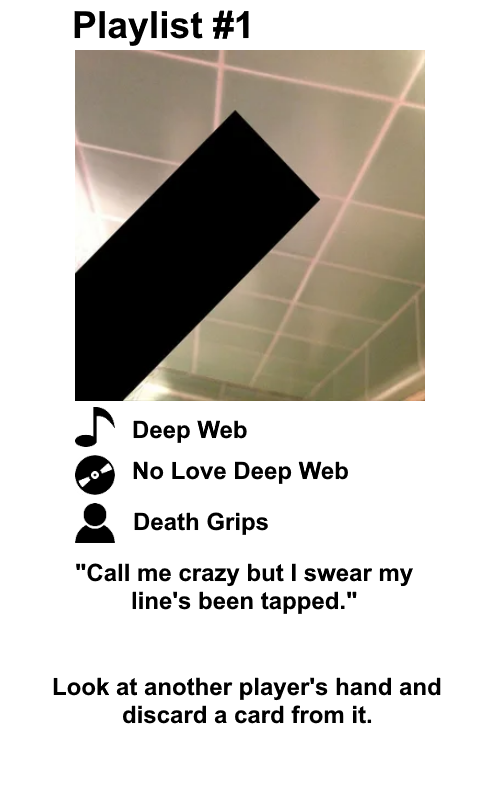 Playlist #1
Deep Web
No Love Deep Web
Death Grips
"Call me crazy but I swear my
line's been tapped."
Look at another player's hand and
discard a card from it.